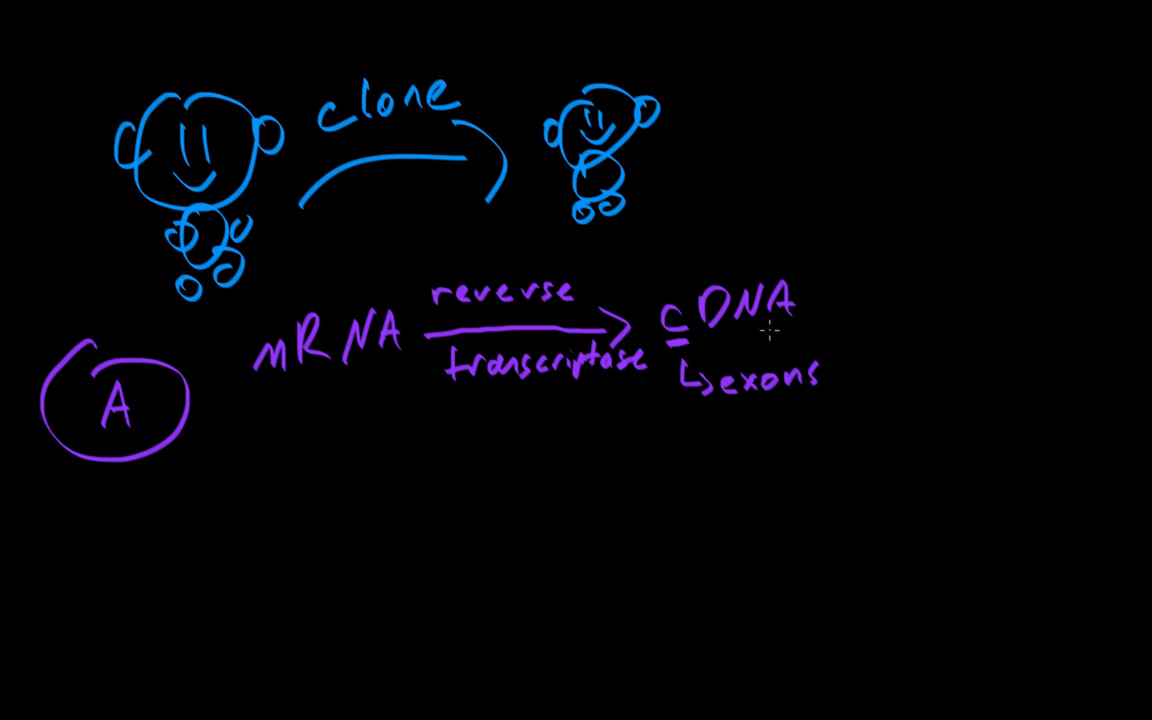 clone
reverse
mRNA cDNA
transcriptase
exons
A